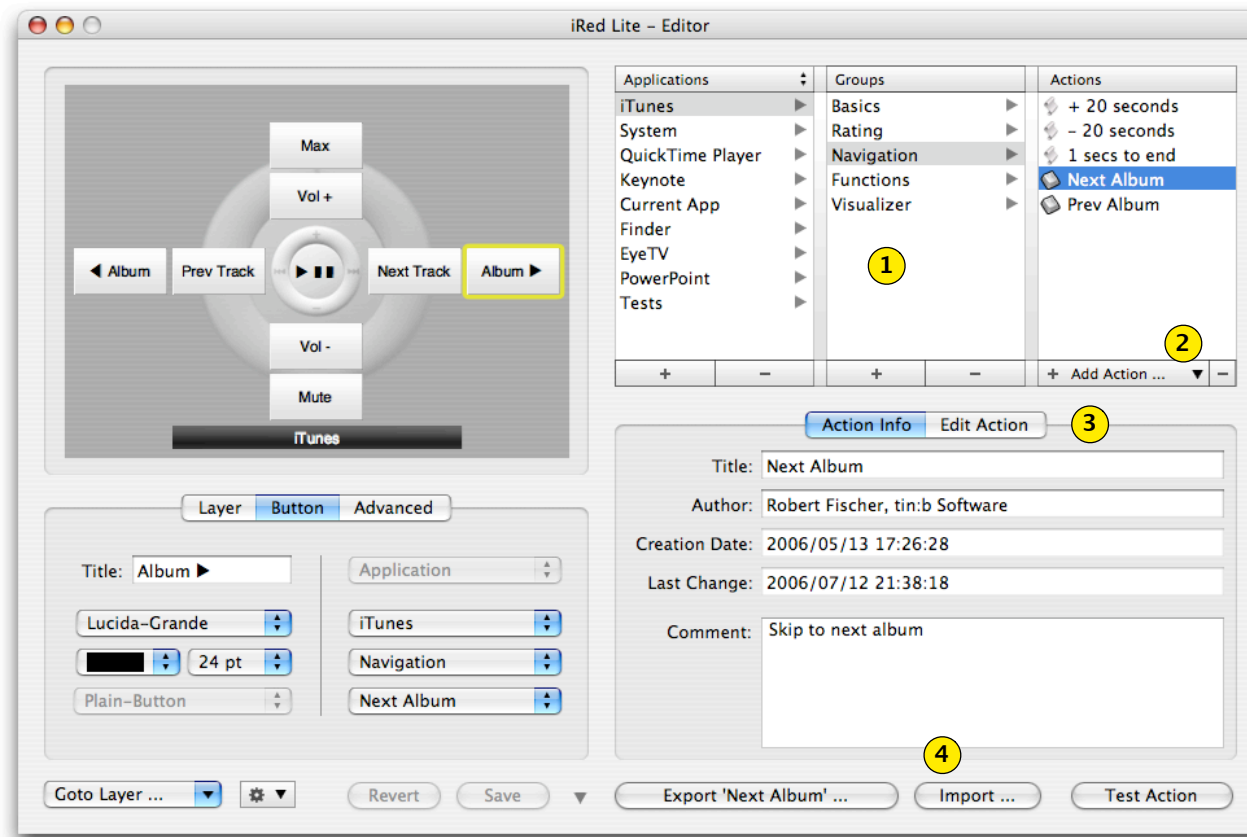 iRed Lite – Editor
Max
Vol +
◀ Album
Prev Track
Next Track
Album ▶
Vol -
Mute
iTunes
Applications
iTunes
System
QuickTime Player
Keynote
Current App
Finder
EyeTV
PowerPoint
Tests
+ −
Groups
Basics
Rating
Navigation
Functions
Visualizer
1
+ −
Actions
+ 20 seconds
– 20 seconds
1 secs to end
Next Album
Prev Album
2
+ Add Action ... ▼ −
Layer Button Advanced
Title: Album ▶
Lucida-Grande
24 pt
Plain-Button
Application
iTunes
Navigation
Next Album
Action Info Edit Action
3
Title: Next Album
Author: Robert Fischer, tin:b Software
Creation Date: 2006/05/13 17:26:28
Last Change: 2006/07/12 21:38:18
Comment: Skip to next album
4
Goto Layer ...
Revert
Save
Export 'Next Album' ...
Import ...
Test Action